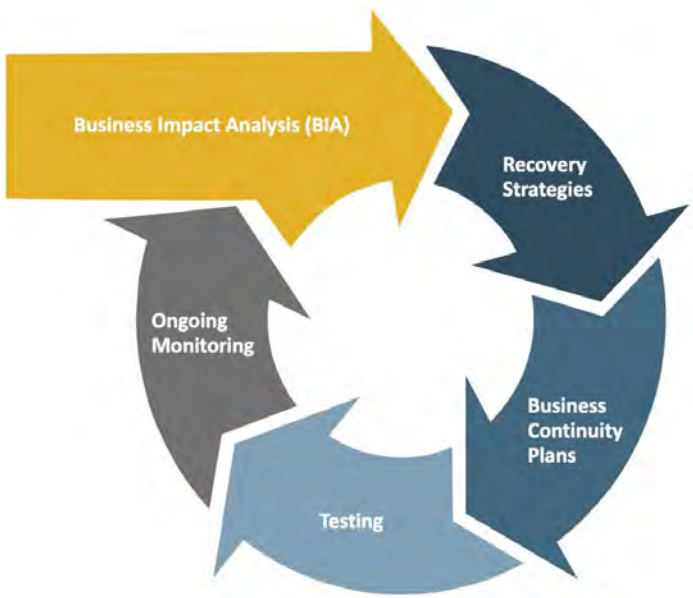 Business Impact Analysis (BIA)
Recovery
Strategies
Business
Continuity
Plans
Testing
Ongoing
Monitoring